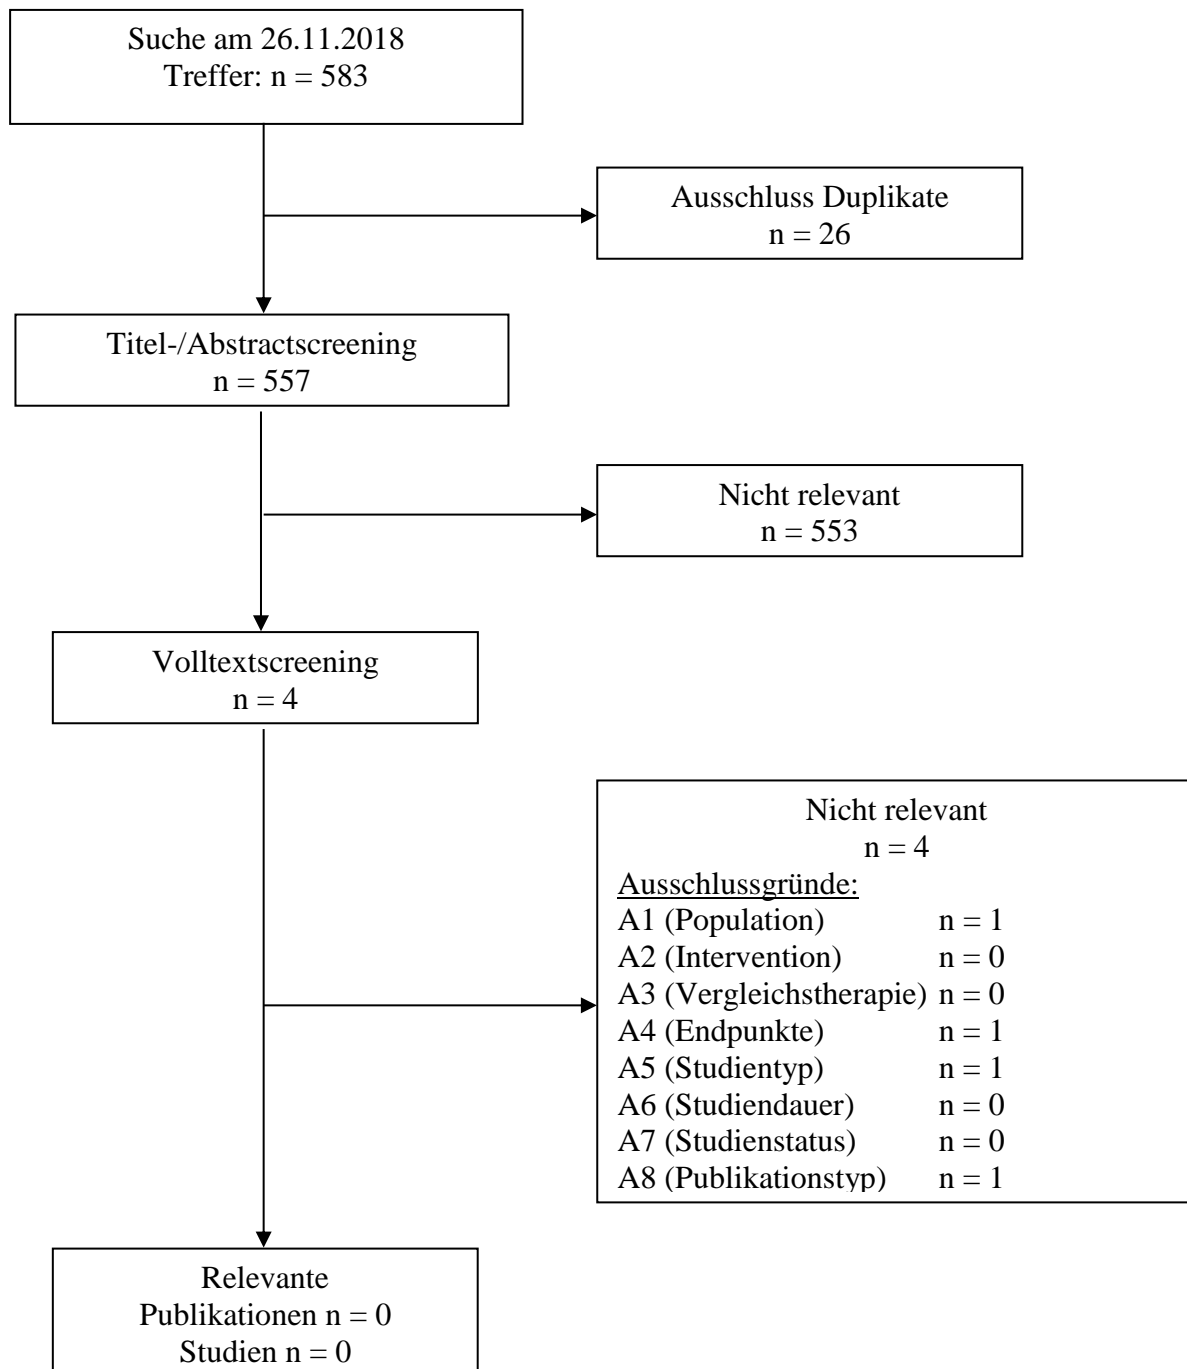 Suche am 26.11.2018
Treffer: n = 583
Ausschluss Duplikate
n = 26
Titel-/Abstractscreening
n = 557
Nicht relevant
n = 553
Volltextscreening
n = 4
Nicht relevant
n = 4
Ausschlussgründe:
A1 (Population) n = 1
A2 (Intervention) n = 0
A3 (Vergleichstherapie) n = 0
A4 (Endpunkte) n = 1
A5 (Studientyp) n = 1
A6 (Studiendauer) n = 0
A7 (Studienstatus) n = 0
A8 (Publikationstyp) n = 1
Relevante
Publikationen n = 0
Studien n = 0